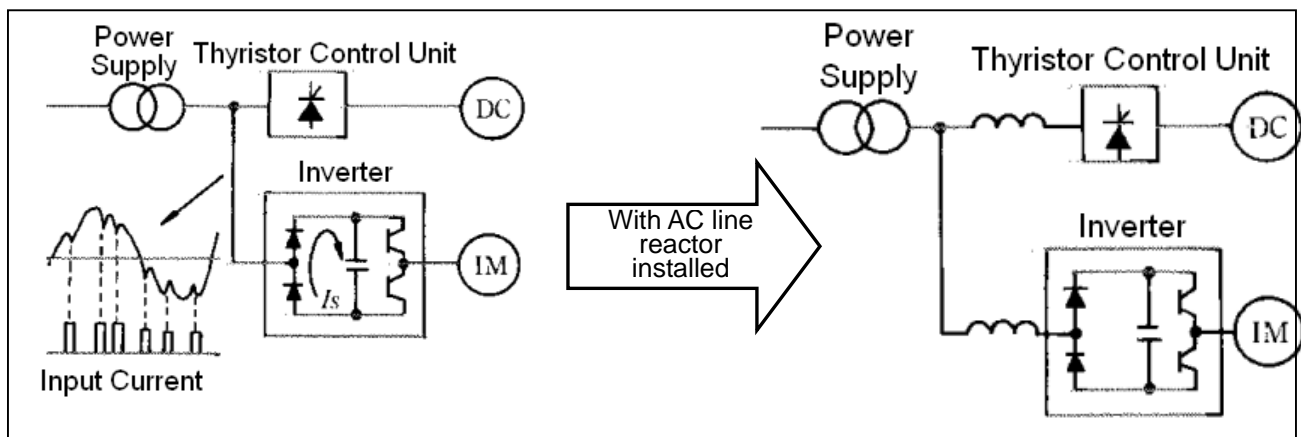 Power
Supply
Thyristor Control Unit
DC
Inverter
Is
IM
Input Current
With AC line
reactor
installed
Power
Supply
Thyristor Control Unit
DC
Inverter
IM